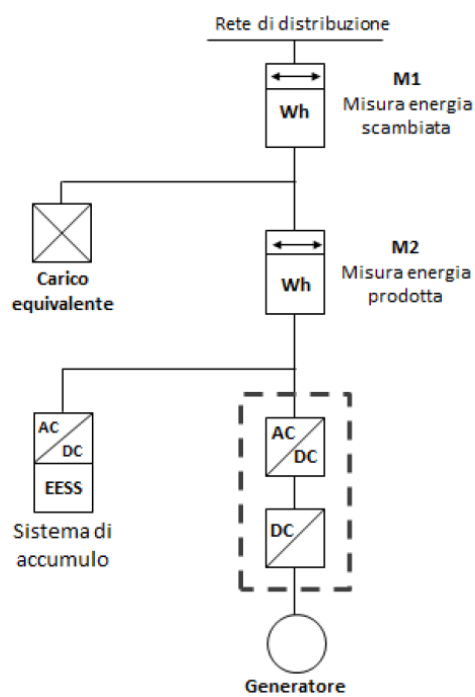 Rete di distribuzione
M1
Misura energia
scambiata
Wh
Carico
equivalente
M2
Misura energia
prodotta
Wh
AC
DC
EESS
Sistema di
accumulo
AC
DC
DC
Generatore